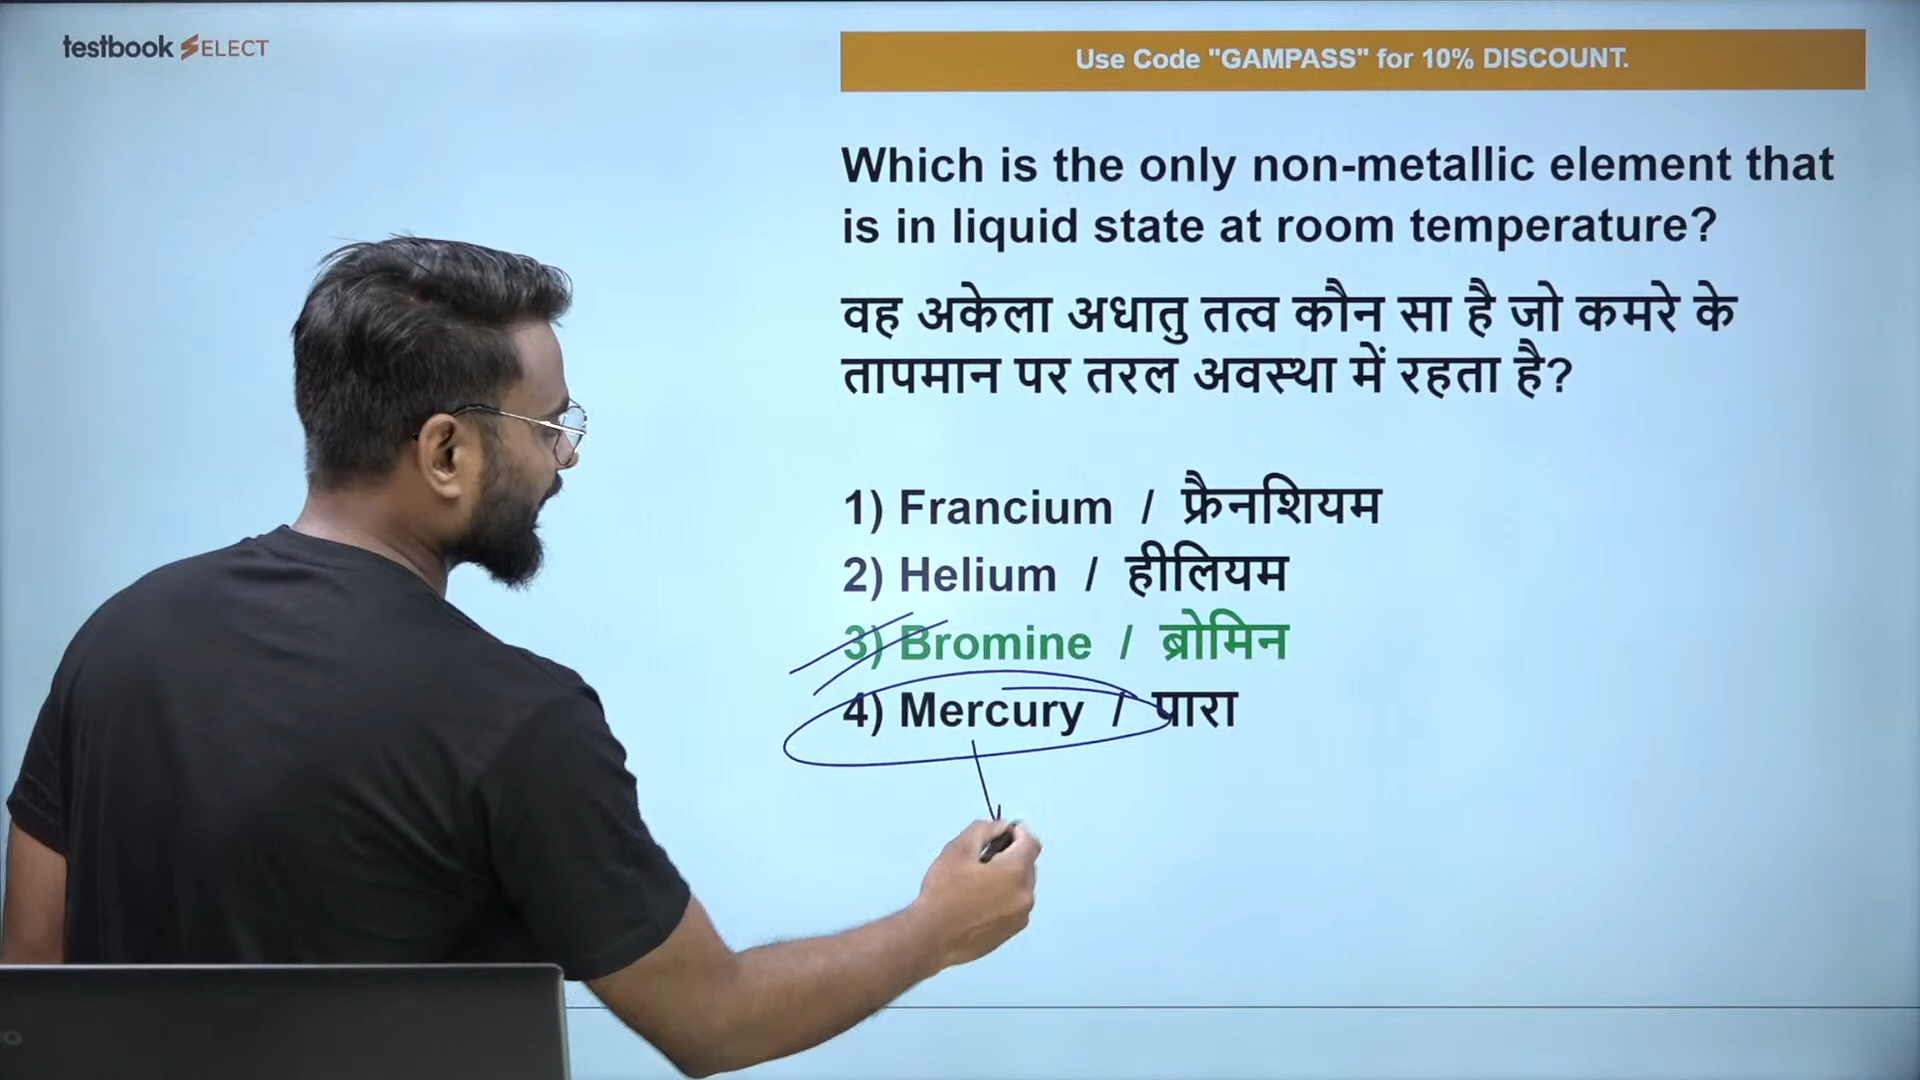 testbook SELECT
Use Code "GAMPASS" for 10% DISCOUNT.
Which is the only non-metallic element that
is in liquid state at room temperature?
वह अकेला अधातु तत्व कौन सा है जो कमरे के
तापमान पर तरल अवस्था में रहता है?
1) Francium / फ्रैनशियम
2) Helium / हीलियम
3) Bromine / ब्रोमिन
4) Mercury / पारा